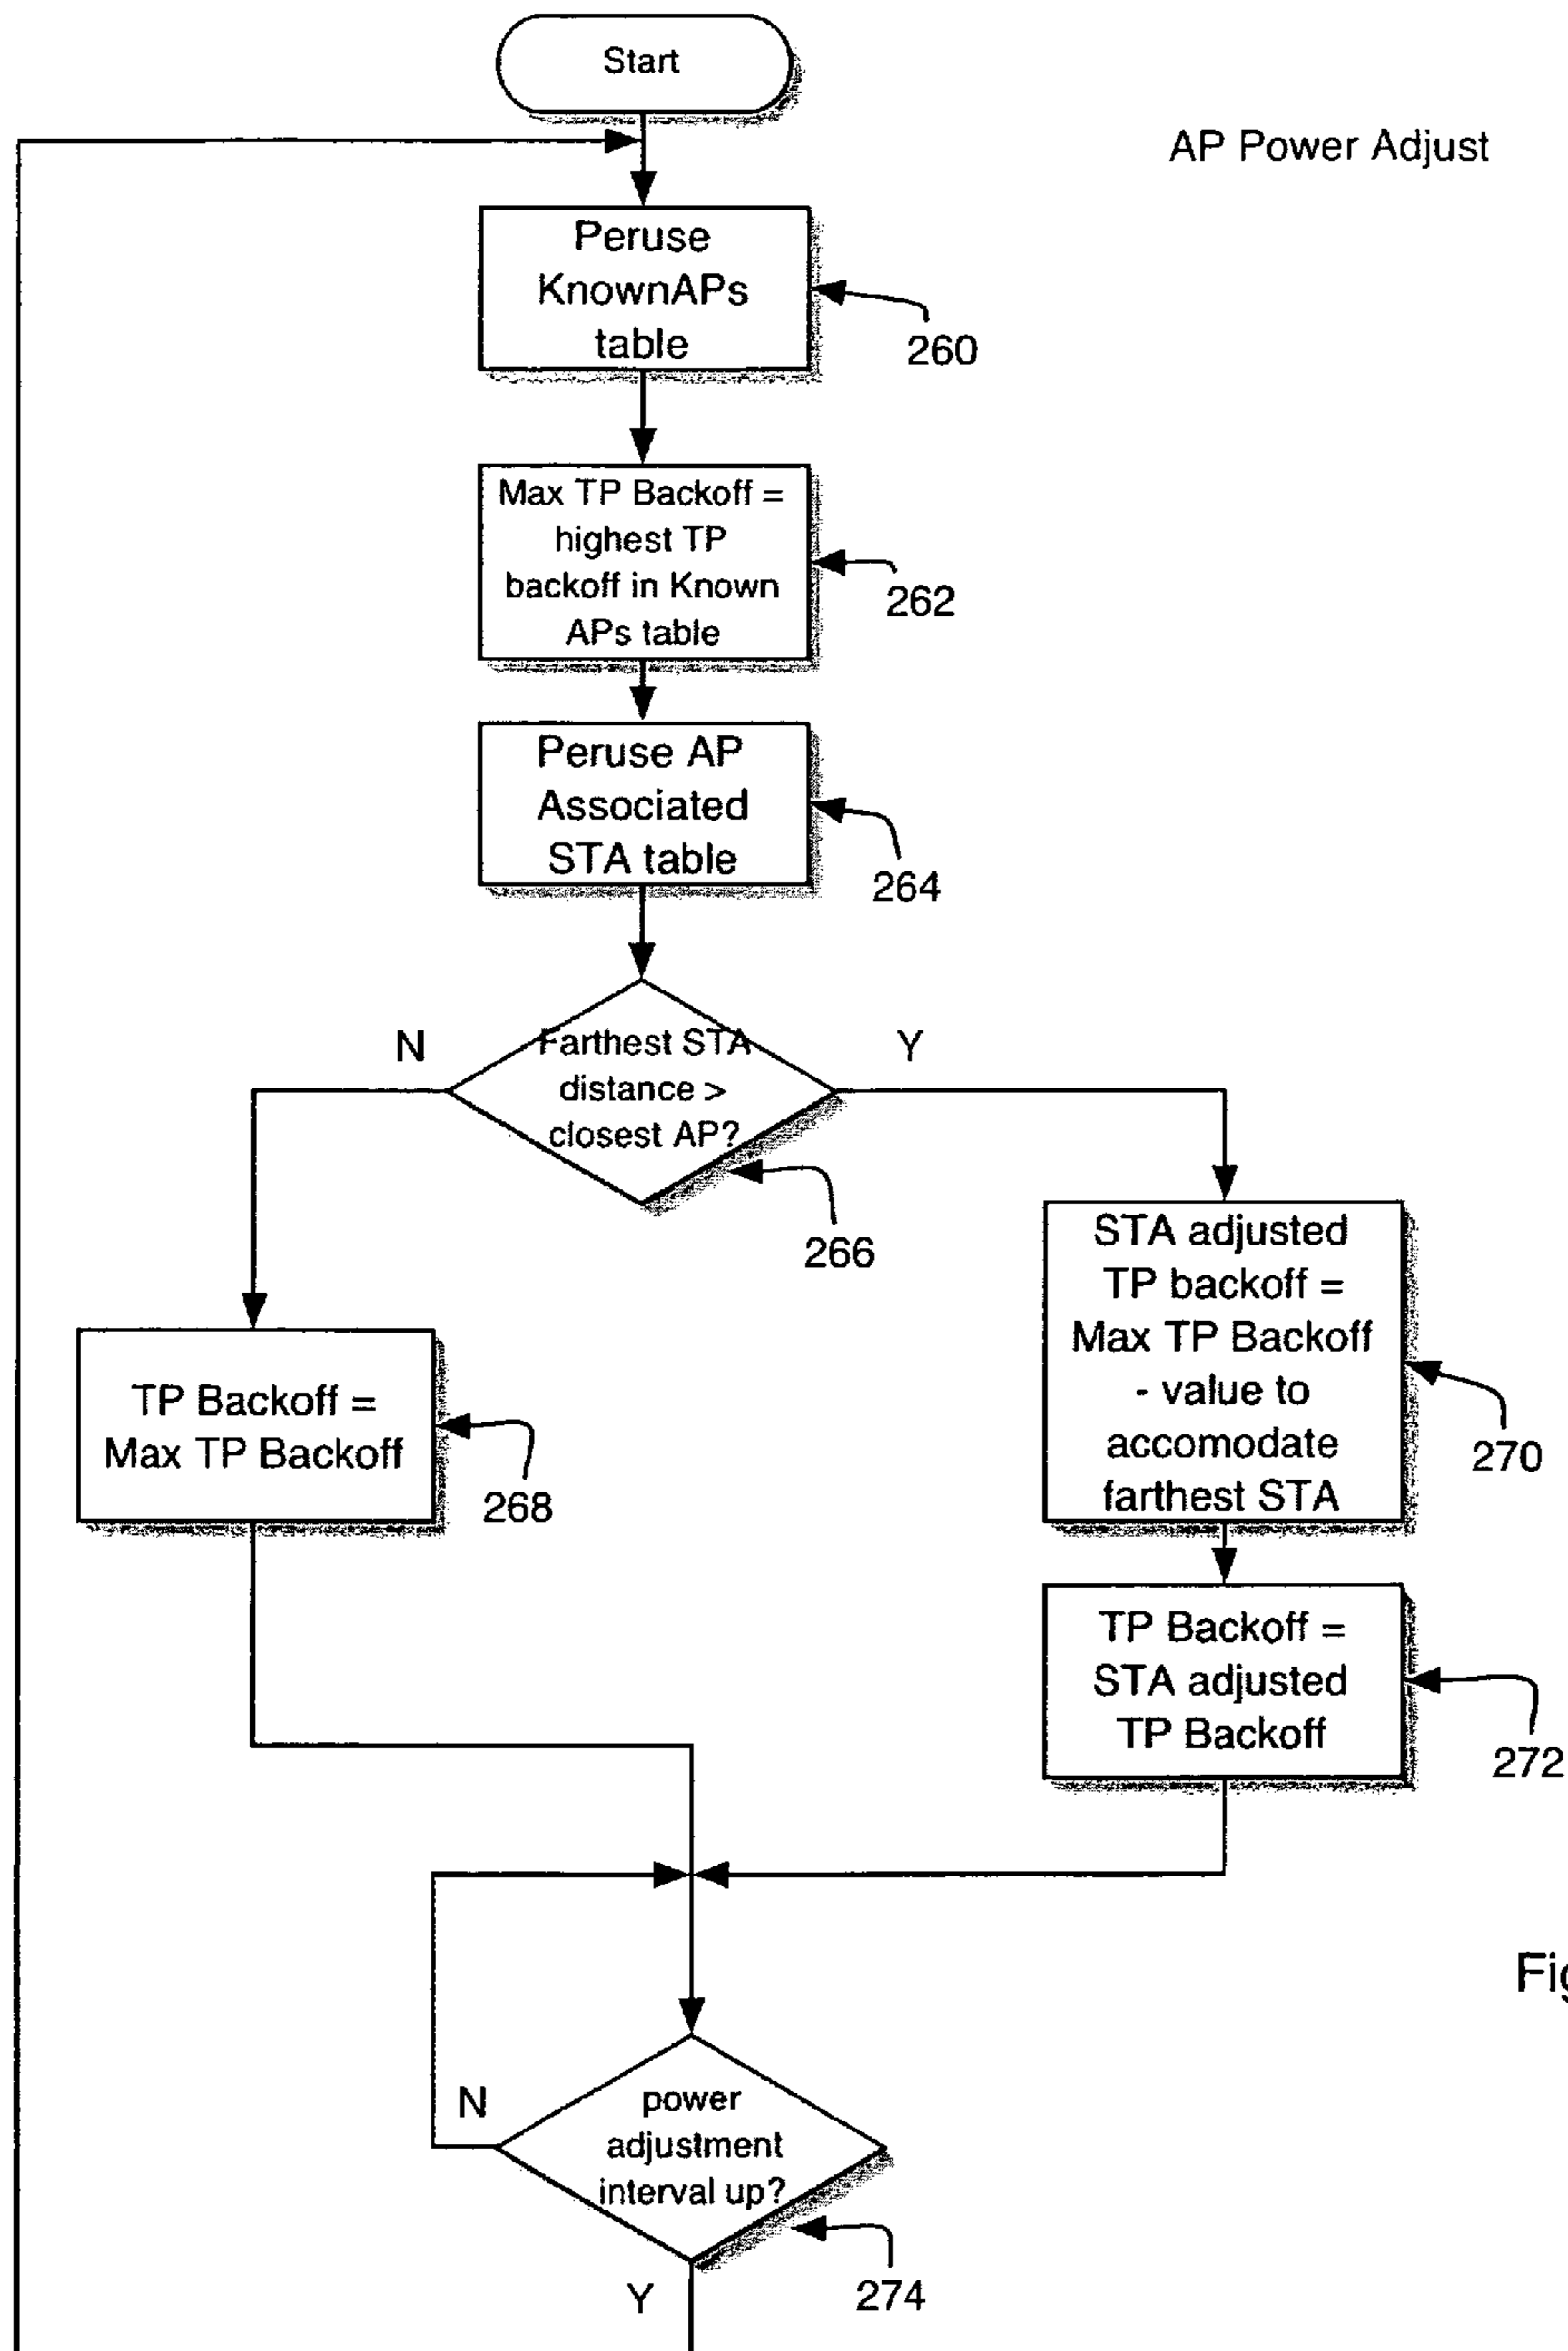 Start
AP Power Adjust
Peruse
KnownAPs
table
260
Max TP Backoff =
highest TP
backoff in Known
APs table
262
Peruse AP
Associated
STA table
264
N
Farthest STA
distance >
closest AP?
Y
266
STA adjusted
TP backoff =
Max TP Backoff
- value to
accomodate
farthest STA
270
TP Backoff =
Max TP Backoff
268
TP Backoff =
STA adjusted
TP Backoff
272
Fig
N
power
adjustment
interval up?
Y
274